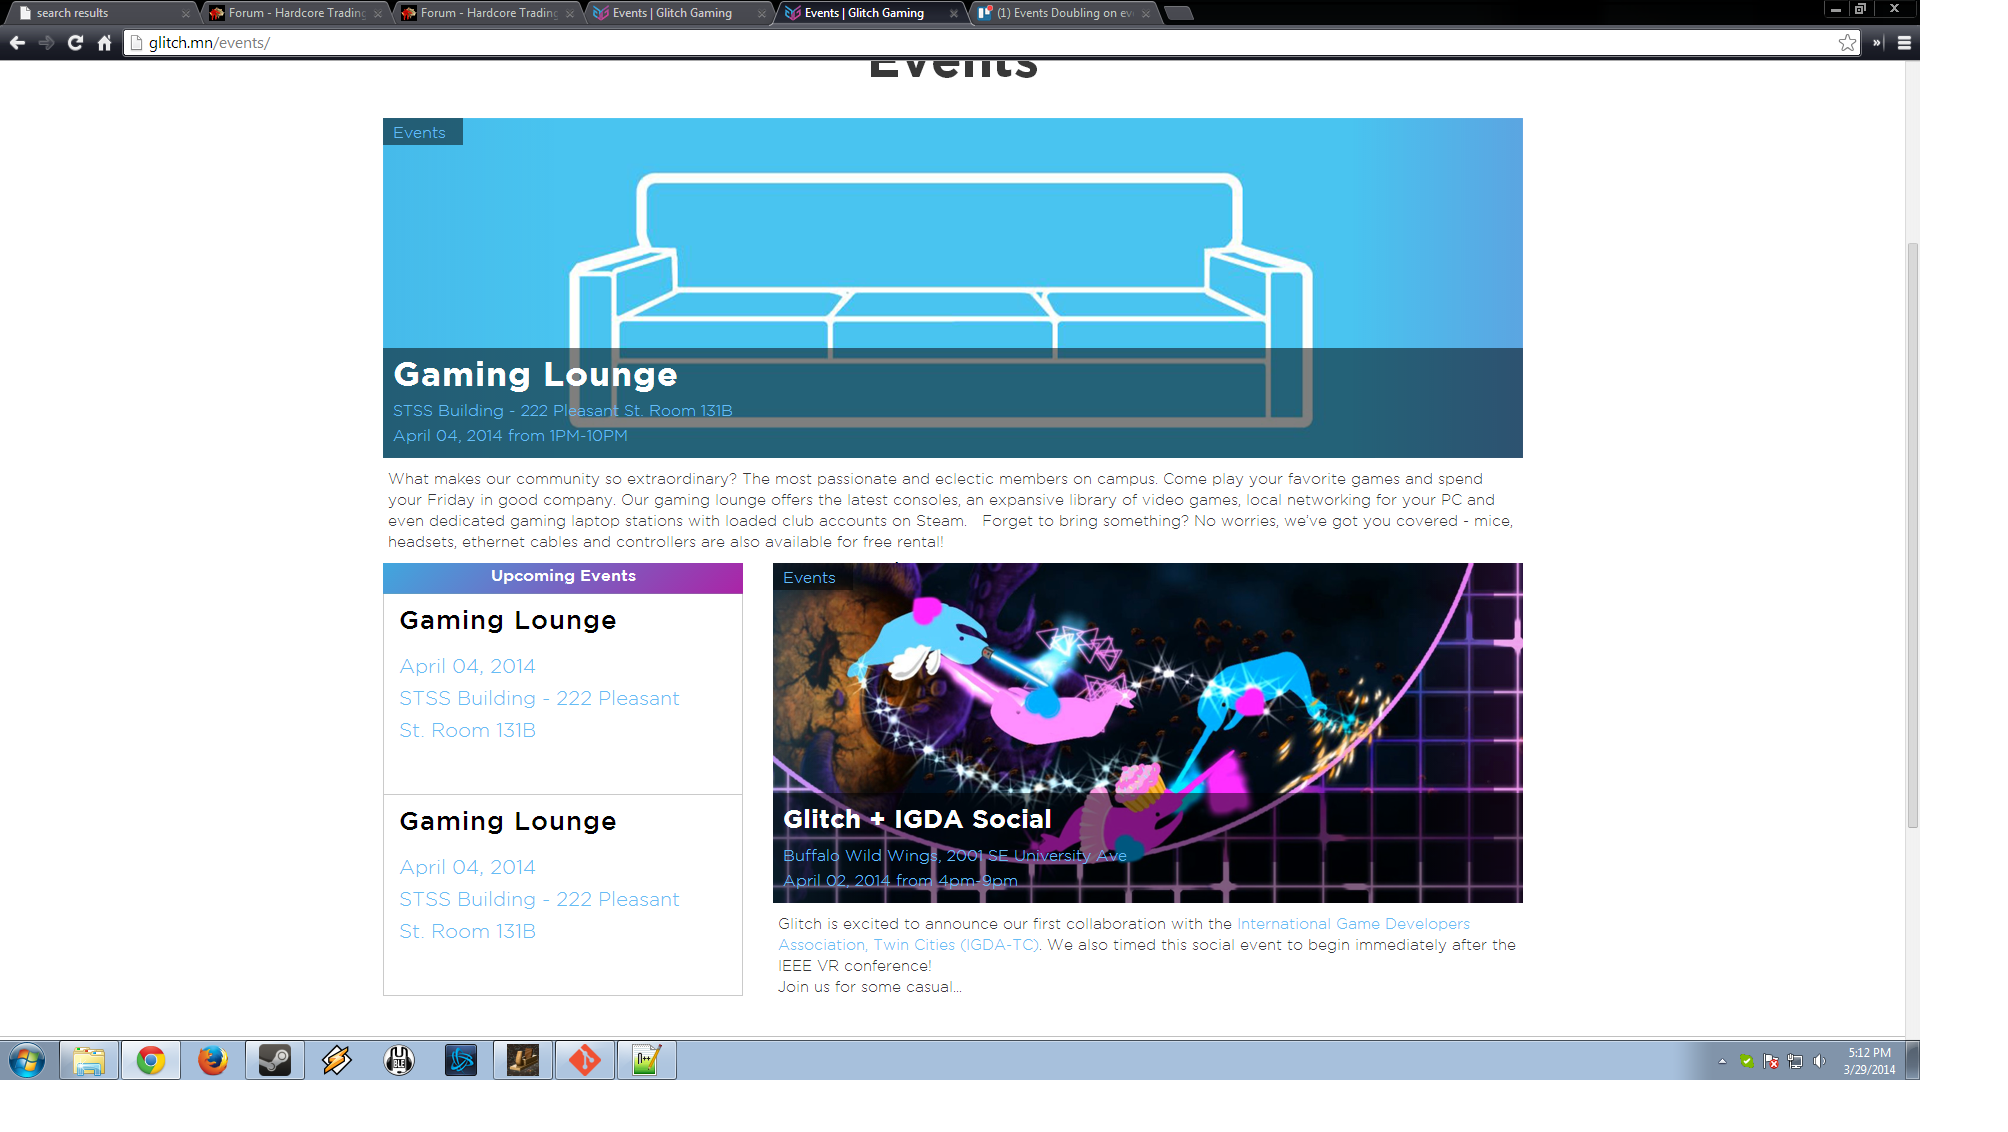 search results
Forum - Hardcore Trading
Forum - Hardcore Trading
Events | Glitch Gaming
Events | Glitch Gaming
(1) Events Doubling on ev
glitch.mn/events/
Events
Events
Gaming Lounge
STSS Building - 222 Pleasant St. Room 131B
April 04, 2014 from 1PM-10PM
What makes our community so extraordinary? The most passionate and eclectic members on campus. Come play your favorite games and spend
your Friday in good company. Our gaming lounge offers the latest consoles, an expansive library of video games, local networking for your PC and
even dedicated gaming laptop stations with loaded club accounts on Steam. Forget to bring something? No worries, we've got you covered - mice,
headsets, ethernet cables and controllers are also available for free rental!
Upcoming Events
Gaming Lounge
April 04, 2014
STSS Building - 222 Pleasant
St. Room 131B
Gaming Lounge
April 04, 2014
STSS Building - 222 Pleasant
St. Room 131B
Events
Glitch + IGDA Social
Buffalo Wild Wings, 2001 SE University Ave
April 02, 2014 from 4pm-9pm
Glitch is excited to announce our first collaboration with the International Game Developers
Association, Twin Cities (IGDA-TC). We also timed this social event to begin immediately after the
IEEE VR conference!
Join us for some casual...
5:12 PM
3/29/2014